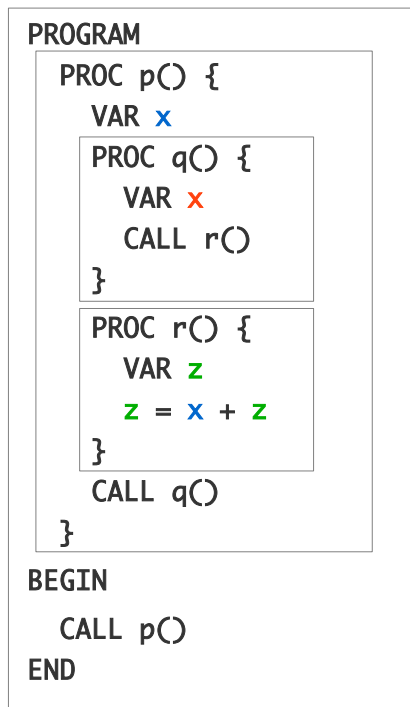 PROGRAM
PROC p() {
VAR x
PROC q() {
VAR x
CALL r()
}
PROC r() {
VAR z
z = x + z
}
CALL q()
}
BEGIN
CALL p()
END